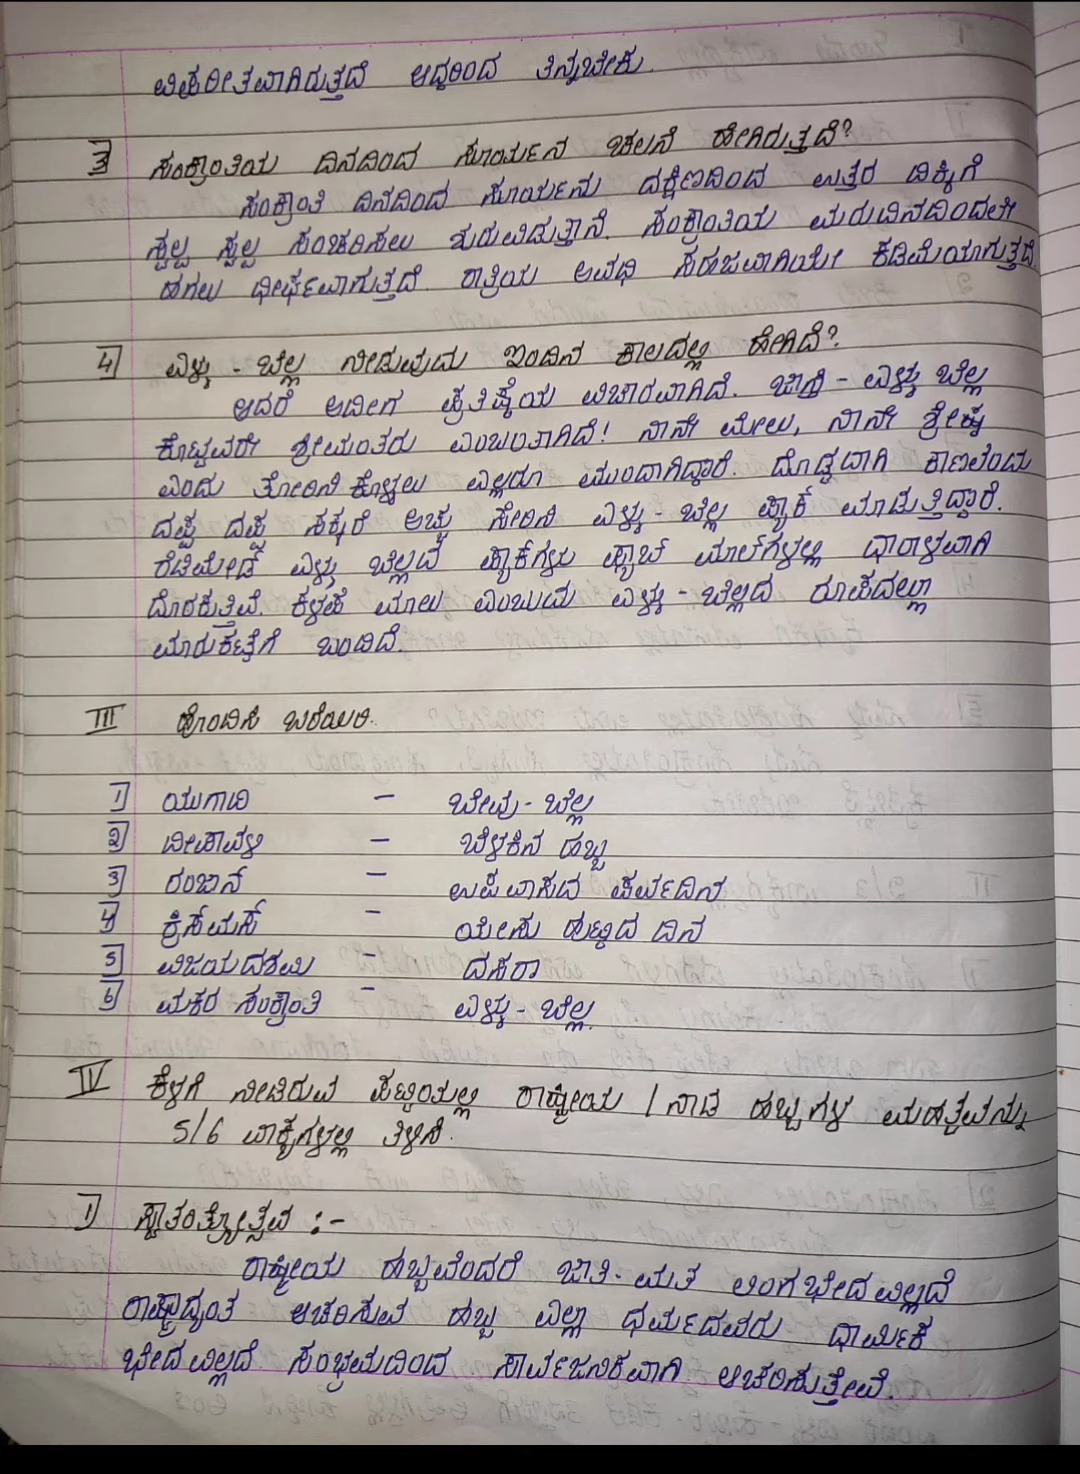 ವಿಪರೀತವಾಗಿರುತ್ತದೆ ಆದ್ದರಿಂದ ತಿನ್ನಬೇಕು.
3] ಸಂಕ್ರಾಂತಿಯ ದಿನದಿಂದ ಸೂರ್ಯನ ಚಲನೆ ಹೇಗಿರುತ್ತದೆ?
ಸಂಕ್ರಾಂತಿ ದಿನದಿಂದ ಸೂರ್ಯನು ದಕ್ಷಿಣದಿಂದ ಉತ್ತರ ದಿಕ್ಕಿಗೆ
ಸ್ವಲ್ಪ ಸ್ವಲ್ಪ ಸಂಚರಿಸಲು ಶುರುವಿಡುತ್ತಾನೆ. ಸಂಕ್ರಾಂತಿಯ ಮರುದಿನದಿಂದಲೇ
ಹಗಲು ದೀರ್ಘವಾಗುತ್ತದೆ. ರಾತ್ರಿಯ ಅವಧಿ ಸಹಜವಾಗಿಯೇ ಕಡಿಮೆಯಾಗುತ್ತದೆ
4] ಎಳ್ಳು - ಬೆಲ್ಲ ನೀಡುವುದು ಇಂದಿನ ಕಾಲದಲ್ಲಿ ಹೇಗಿದೆ?
ಆದರೆ ಅದೀಗ ಪ್ರತಿಷ್ಠೆಯ ವಿಚಾರವಾಗಿದೆ. ಜಾಸ್ತಿ - ಎಳ್ಳು ಬೆಲ್ಲ
ಕೊಟ್ಟವರೇ ಶ್ರೀಮಂತರು ಎಂಬಂತಾಗಿದೆ! ನಾನೇ ಮೇಲು, ನಾನೇ ಶ್ರೇಷ್ಠ
ಎಂದು ತೋರಿಸಿಕೊಳ್ಳಲು ಎಲ್ಲರೂ ಮುಂದಾಗಿದ್ದಾರೆ. ದೊಡ್ಡದಾಗಿ ಕಾಣಲೆಂದು
ದಪ್ಪ ದಪ್ಪ ಸಕ್ಕರೆ ಅಚ್ಚು ಸೇರಿಸಿ ಎಳ್ಳು - ಬೆಲ್ಲ ಪ್ಯಾಕ್ ಮಾಡುತ್ತಿದ್ದಾರೆ.
ರೆಡಿಮೇಡ್ ಎಳ್ಳು ಬೆಲ್ಲದ ಪ್ಯಾಕ್‌ಗಳು ಮಾಲ್‌ಗಳಲ್ಲಿ ಧಾರಾಳವಾಗಿ
ದೊರಕುತ್ತಿವೆ. ಕಳಪೆ ಮಾಲು ಎಂಬುದು ಎಳ್ಳು - ಬೆಲ್ಲದ ರೂಪದಲ್ಲೂ
ಮಾರುಕಟ್ಟೆಗೆ ಬಂದಿದೆ.
III ಹೊಂದಿಸಿ ಬರೆಯಿರಿ.
1] ಯುಗಾದಿ - ಬೇವು - ಬೆಲ್ಲ
2] ದೀಪಾವಳಿ - ಬೆಳಕಿನ ಹಬ್ಬ
3] ರಂಜಾನ್ - ಉಪವಾಸದ ಪರ್ವದಿನ
4] ಕ್ರಿಸ್‌ಮಸ್ - ಯೇಸು ಹುಟ್ಟಿದ ದಿನ
5] ವಿಜಯದಶಮಿ - ದಸರಾ
6] ಮಕರ ಸಂಕ್ರಾಂತಿ - ಎಳ್ಳು - ಬೆಲ್ಲ.
IV ಕೆಳಗೆ ನೀಡಿರುವ ಪಟ್ಟಿಯಲ್ಲಿ ರಾಷ್ಟ್ರೀಯ / ನಾಡ ಹಬ್ಬಗಳ ಮಹತ್ವವನ್ನು
5/6 ವಾಕ್ಯಗಳಲ್ಲಿ ತಿಳಿಸಿ.
1] ಸ್ವಾತಂತ್ರ್ಯೋತ್ಸವ :-
ರಾಷ್ಟ್ರೀಯ ಹಬ್ಬವೆಂದರೆ ಜಾತಿ - ಮತ ಲಿಂಗ ಭೇದವಿಲ್ಲದೆ
ರಾಷ್ಟ್ರಾದ್ಯಂತ ಆಚರಿಸುವ ಹಬ್ಬ ಎಲ್ಲಾ ಧರ್ಮದವರು ಧಾರ್ಮಿಕ
ಭೇದವಿಲ್ಲದೆ ಸಂಭ್ರಮದಿಂದ ಸಾರ್ವಜನಿಕವಾಗಿ ಆಚರಿಸುತ್ತೇವೆ.